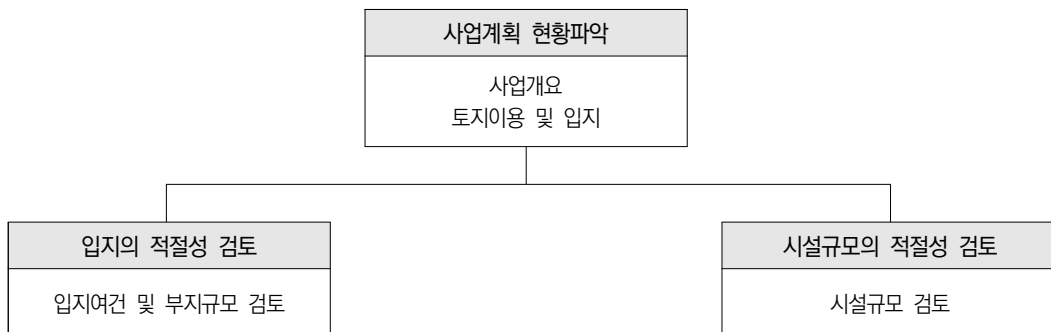 사업계획 현황파악
사업개요
토지이용 및 입지
입지의 적절성 검토
입지여건 및 부지규모 검토
시설규모의 적절성 검토
시설규모 검토